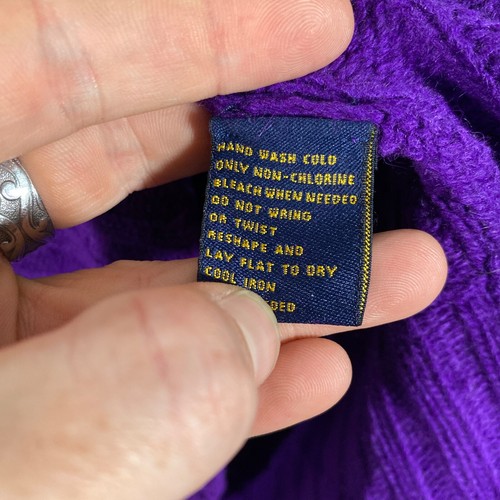 HAND WASH COLD
ONLY NON-CHLORINE
BLEACH WHEN NEEDED
DO NOT WRING
OR TWIST
RESHAPE AND
LAY FLAT TO DRY
COOL IRON